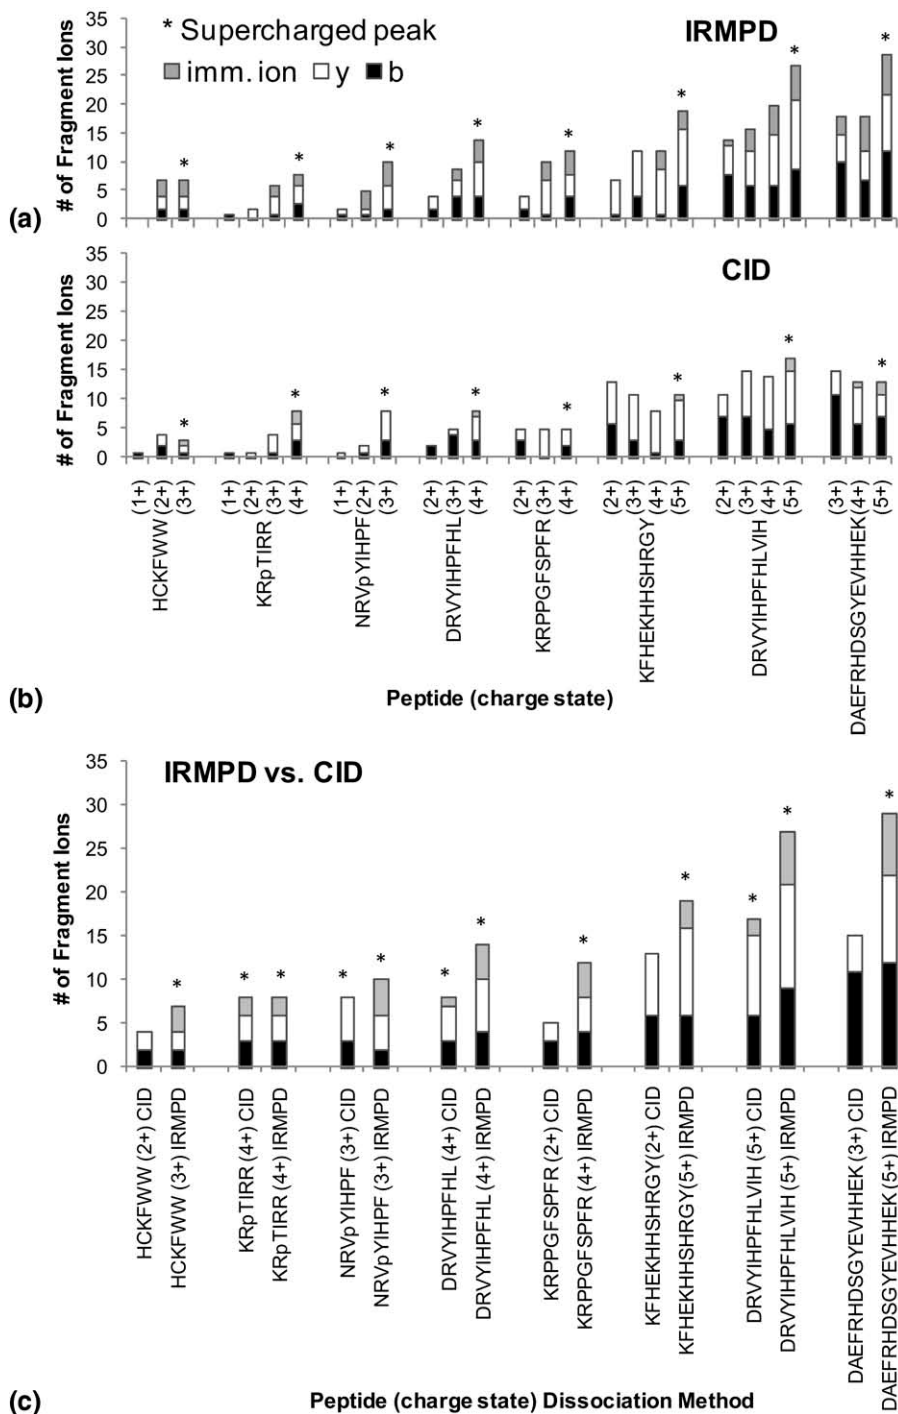 35
30
25
20
15
10
5
0
# of Fragment Ions
* Supercharged peak
imm. ion y b
IRMPD
* * * * * * * *
(a)
35
30
25
20
15
10
5
0
# of Fragment Ions
CID
* * * * * * * *
(1+) (2+) (3+) (1+) (2+) (3+) (4+) (1+) (2+) (3+) (2+) (3+) (4+) (2+) (3+) (4+) (2+) (3+) (4+) (5+) (2+) (3+) (4+) (5+) (3+) (4+) (5+)
HCKFWW
KRpTIRR
NRVpYIHPF
DRVYIHPFHL
KRPPGFSPFR
KFHEKHHSHRGY
DRVYIHPFHLVIH
DAEFRHDSGYEVHHEK
(b)
Peptide (charge state)
IRMPD vs. CID
35
30
25
20
15
10
5
0
# of Fragment Ions
* * * * * * * * * * * *
HCKFWW (2+) CID
HCKFWW (3+) IRMPD
KRpTIRR (4+) CID
KRpTIRR (4+) IRMPD
NRVpYIHPF (3+) CID
NRVpYIHPF (3+) IRMPD
DRVYIHPFHL (4+) CID
DRVYIHPFHL (4+) IRMPD
KRPPGFSPFR (2+) CID
KRPPGFSPFR (4+) IRMPD
KFHEKHHSHRGY(2+) CID
KFHEKHHSHRGY(5+) IRMPD
DRVYIHPFHLVIH (5+) CID
DRVYIHPFHLVIH (5+) IRMPD
DAEFRHDSGYEVHHEK (3+) CID
DAEFRHDSGYEVHHEK (5+) IRMPD
(c)
Peptide (charge state) Dissociation Method